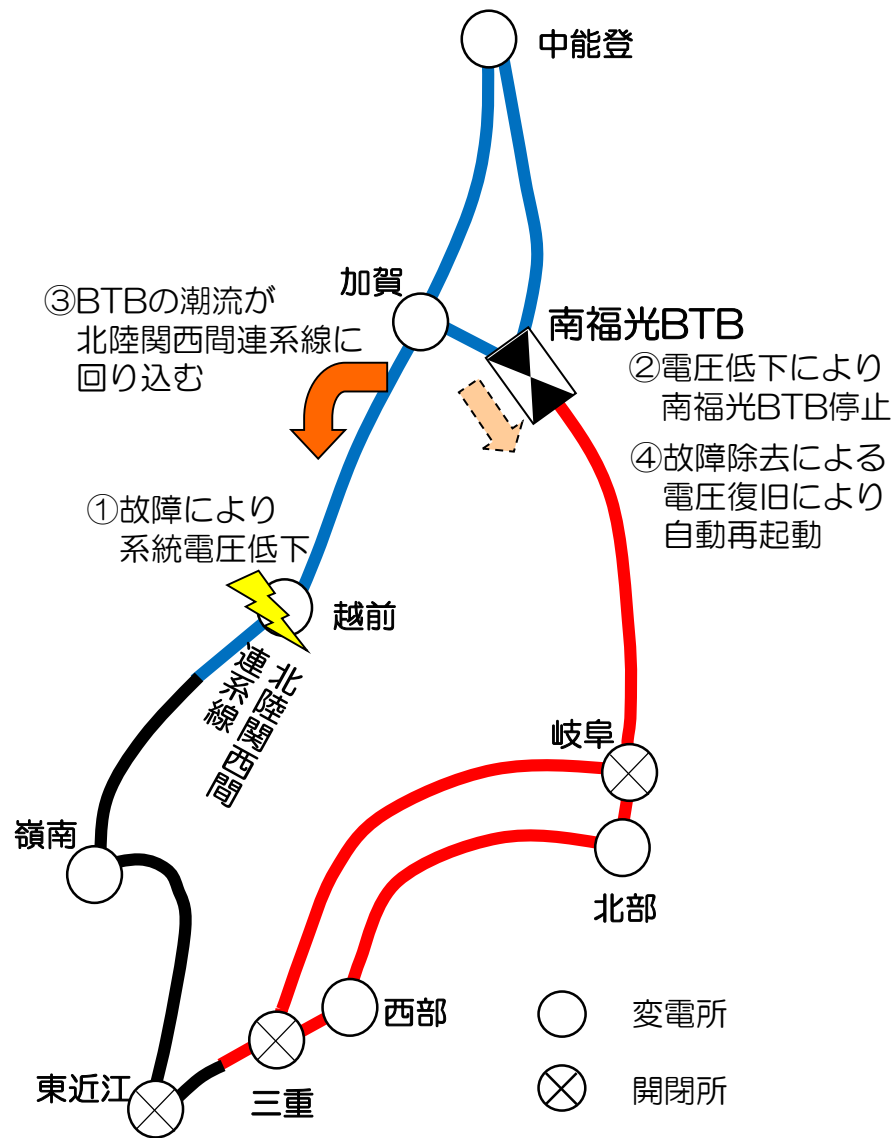 中能登
加賀
③BTBの潮流が
北陸関西間連系線に
回り込む
南福光BTB
②電圧低下により
南福光BTB停止
④故障除去による
電圧復旧により
自動再起動
①故障により
系統電圧低下
越前
北陸関西間
連系線
岐阜
嶺南
北部
西部
変電所
東近江
三重
開閉所